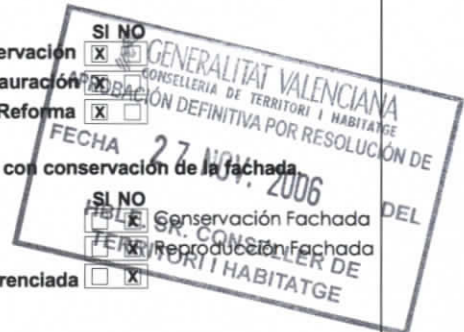 SI NO
ervación X
auración X
Reforma X
con conservación de la fachada.
SI NO
X Conservación Fachada
X Reproducción Fachada
renciada X
GENERALITAT VALENCIANA
CONSELLERIA DE TERRITORI I HABITATGE
APROBACIÓN DEFINITIVA POR RESOLUCIÓN DE
FECHA 27 NOV. 2006 DEL
HBLE. SR. CONSELLER DE
TERRITORI I HABITATGE